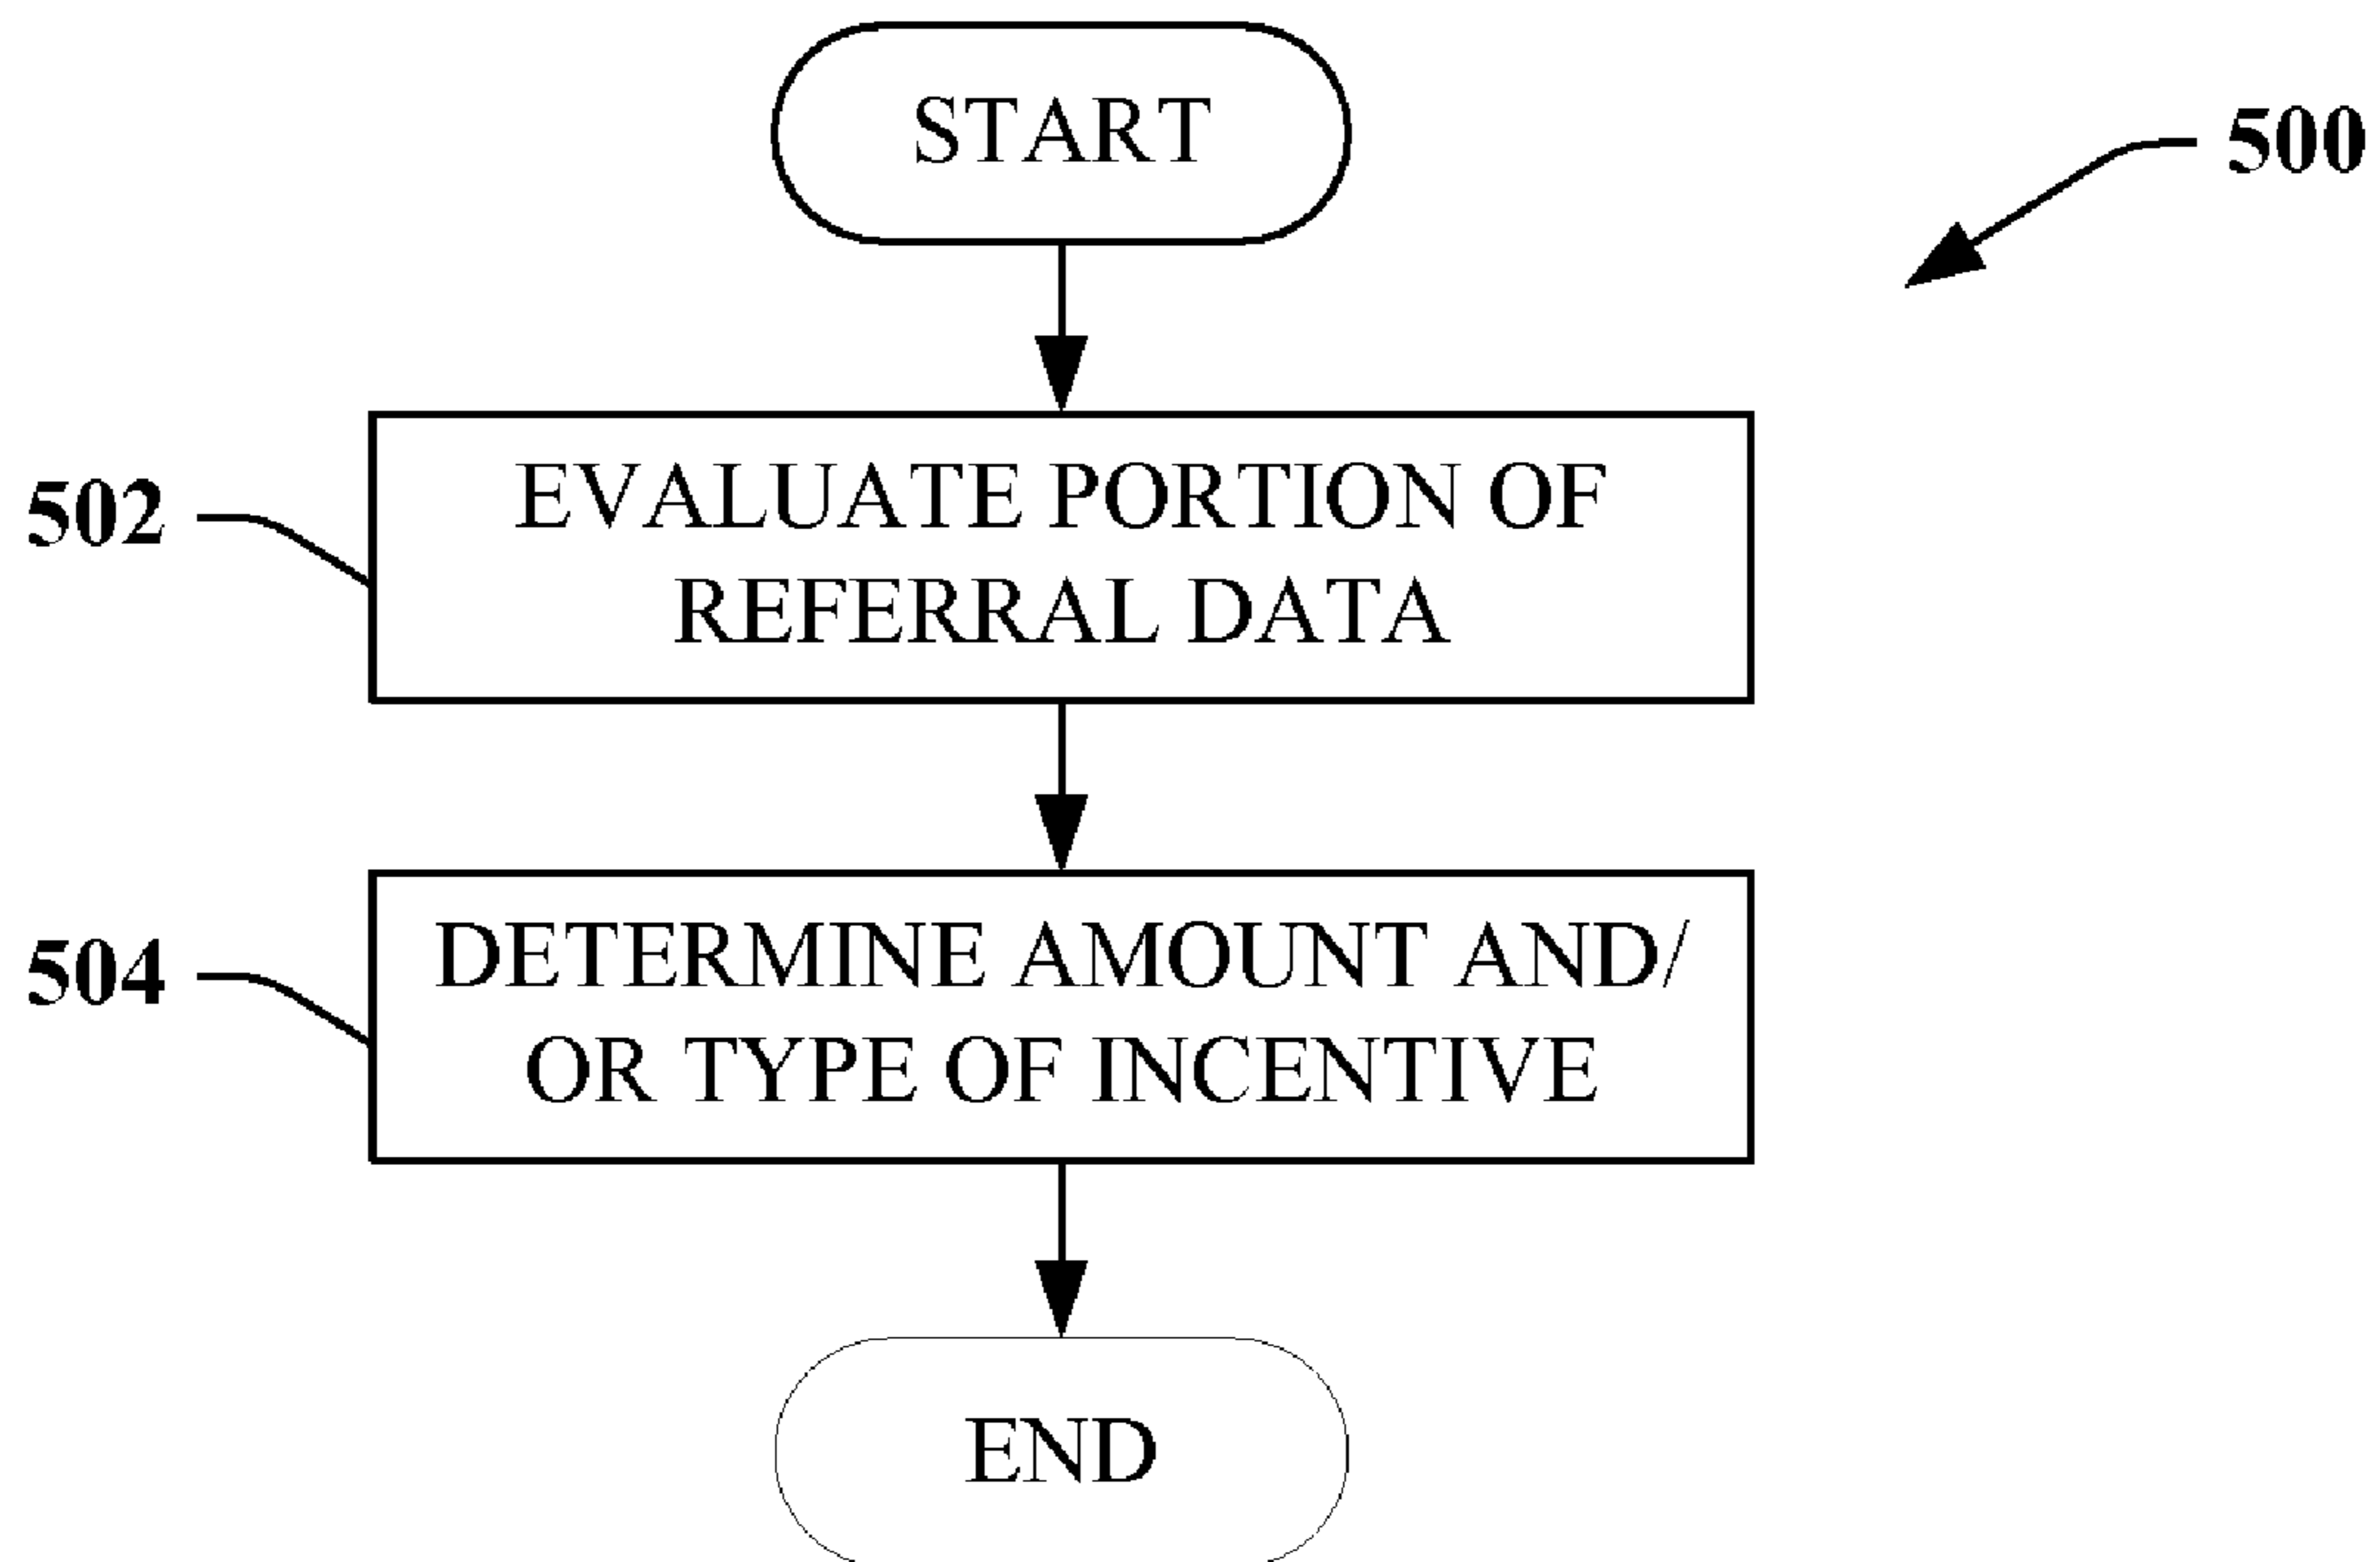 START
500
502
EVALUATE PORTION OF
REFERRAL DATA
504
DETERMINE AMOUNT AND/
OR TYPE OF INCENTIVE
END